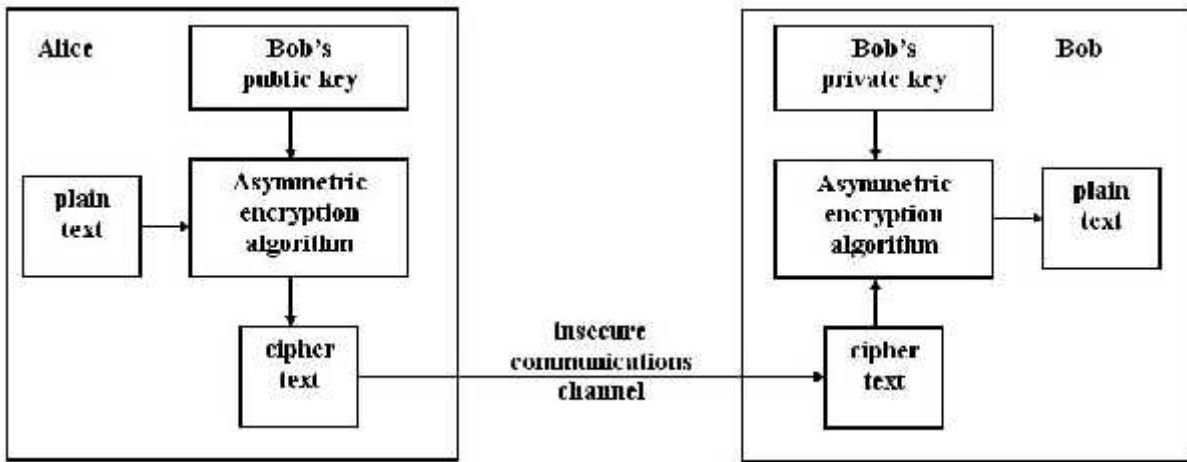 Alice
Bob's
public key
plain
text
Asymmetric
encryption
algorithm
cipher
text
insecure
communications
channel
Bob
Bob's
private key
Asymmetric
encryption
algorithm
plain
text
cipher
text